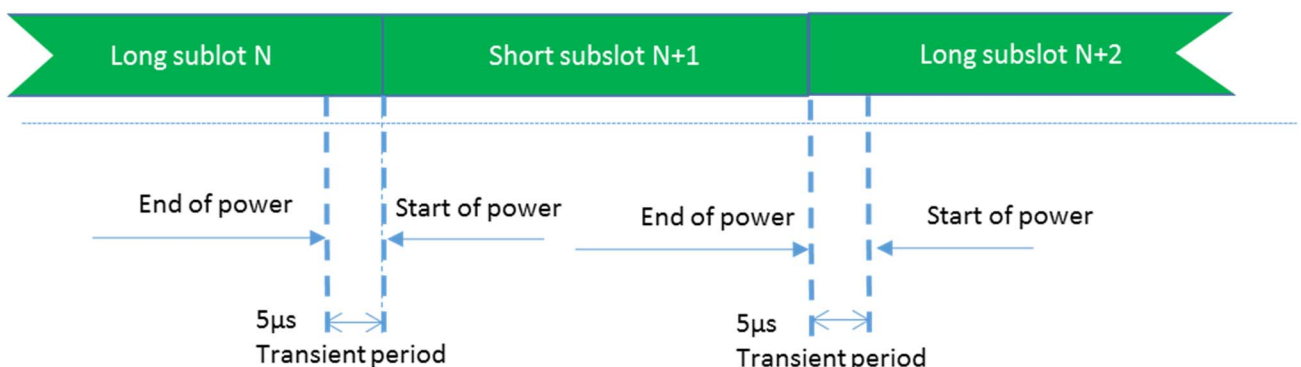 Long sublot N
Short subslot N+1
Long subslot N+2
End of power
Start of power
End of power
Start of power
5µs
Transient period
5µs
Transient period